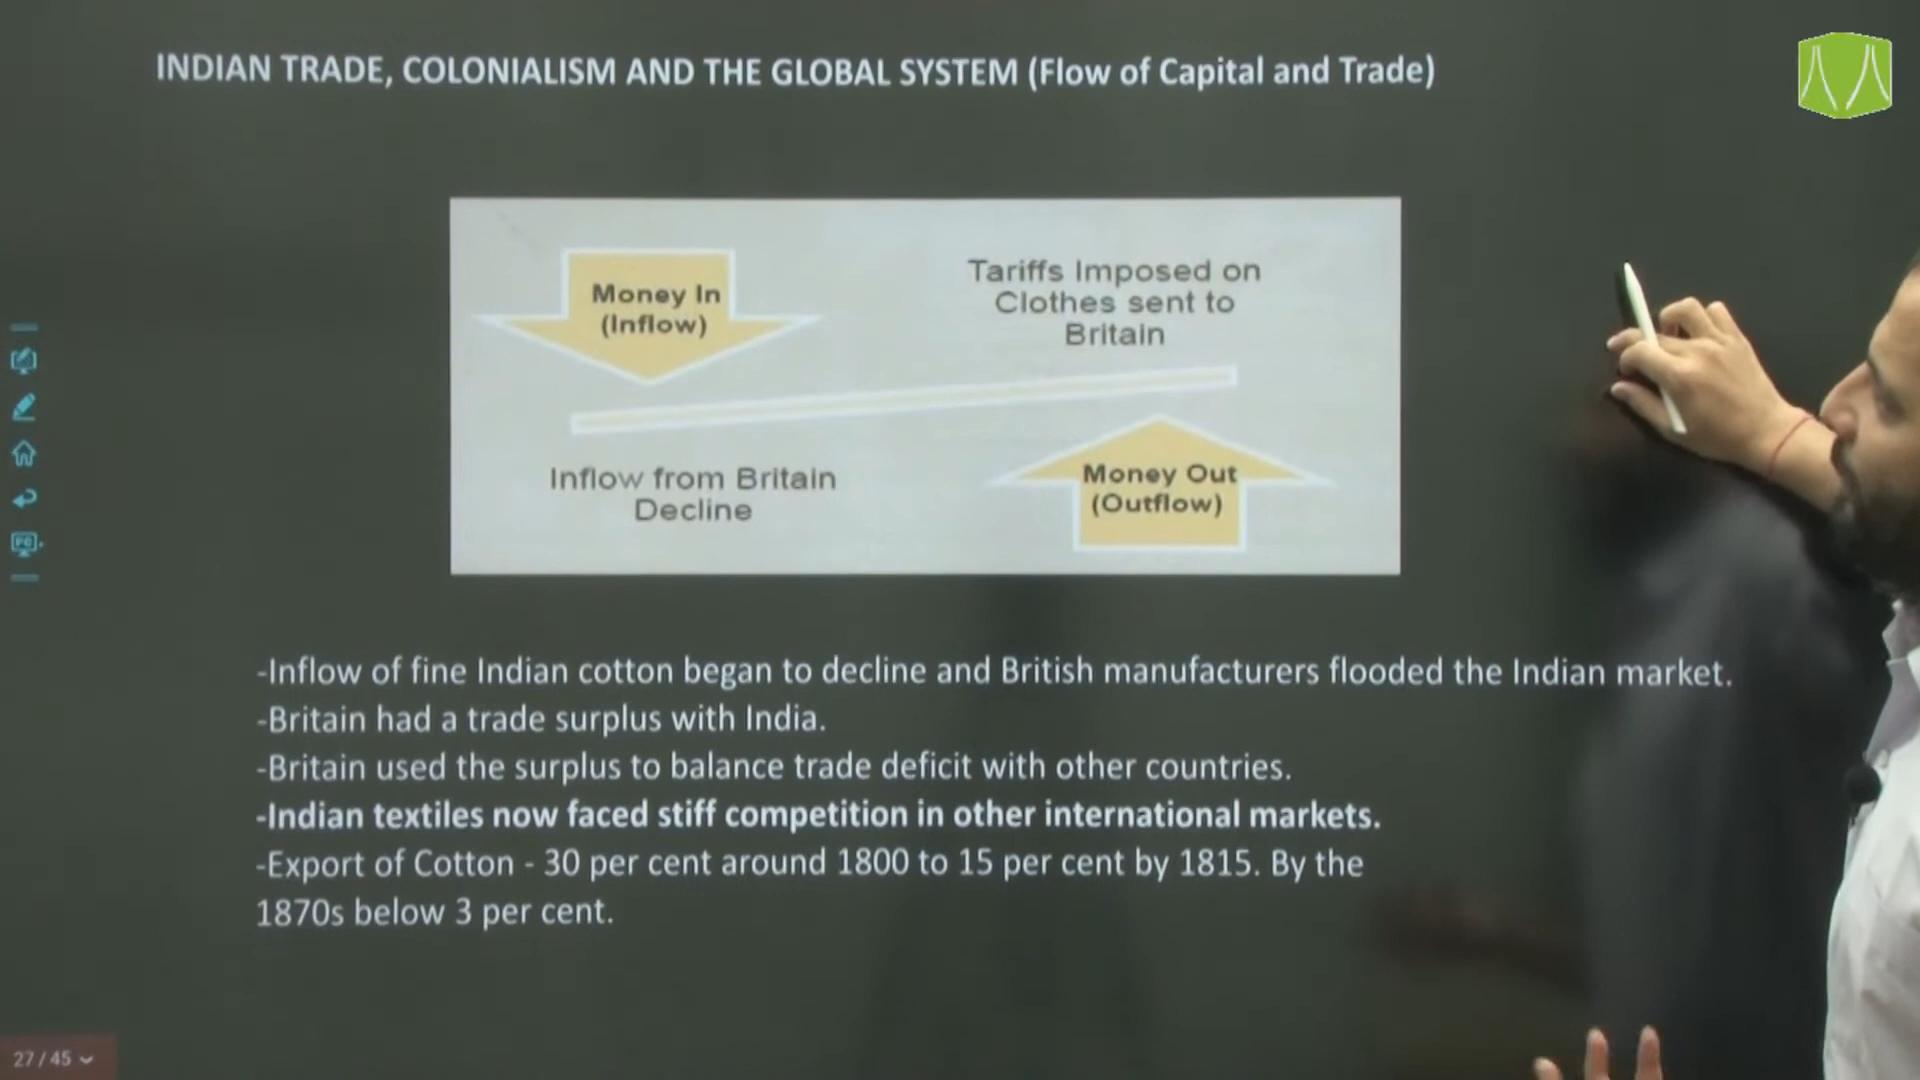 INDIAN TRADE, COLONIALISM AND THE GLOBAL SYSTEM (Flow of Capital and Trade)
Money In
(Inflow)
Tariffs Imposed on
Clothes sent to
Britain
Inflow from Britain
Decline
Money Out
(Outflow)
-Inflow of fine Indian cotton began to decline and British manufacturers flooded the Indian market.
-Britain had a trade surplus with India.
-Britain used the surplus to balance trade deficit with other countries.
-Indian textiles now faced stiff competition in other international markets.
-Export of Cotton - 30 per cent around 1800 to 15 per cent by 1815. By the
1870s below 3 per cent.
PC
27 / 45